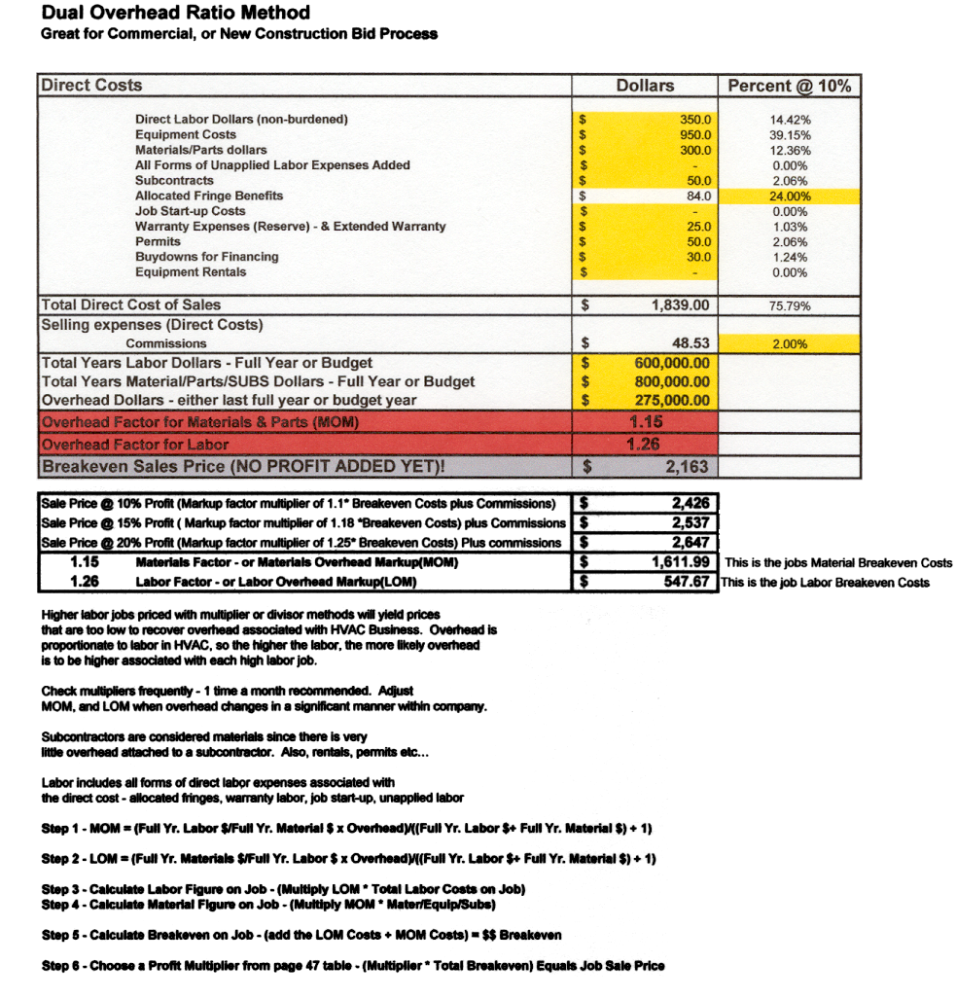 Dual Overhead Ratio Method
Great for Commercial, or New Construction Bid Process
Direct Costs Dollars Percent @ 10%
Direct Labor Dollars (non-burdened) $ 350.0 14.42%
Equipment Costs $ 950.0 39.15%
Materials/Parts dollars $ 300.0 12.36%
All Forms of Unapplied Labor Expenses Added $ - 0.00%
Subcontracts $ 50.0 2.06%
Allocated Fringe Benefits $ 84.0 24.00%
Job Start-up Costs $ - 0.00%
Warranty Expenses (Reserve) - & Extended Warranty $ 25.0 1.03%
Permits $ 50.0 2.06%
Buydowns for Financing $ 30.0 1.24%
Equipment Rentals $ - 0.00%
Total Direct Cost of Sales $ 1,839.00 75.79%
Selling expenses (Direct Costs)
Commissions $ 48.53 2.00%
Total Years Labor Dollars - Full Year or Budget $ 600,000.00
Total Years Material/Parts/SUBS Dollars - Full Year or Budget $ 800,000.00
Overhead Dollars - either last full year or budget year $ 275,000.00
Overhead Factor for Materials & Parts (MOM) 1.15
Overhead Factor for Labor 1.26
Breakeven Sales Price (NO PROFIT ADDED YET)! $ 2,163
Sale Price @ 10% Profit (Markup factor multiplier of 1.1* Breakeven Costs plus Commissions) $ 2,426
Sale Price @ 15% Profit ( Markup factor multiplier of 1.18 *Breakeven Costs) plus Commissions $ 2,537
Sale Price @ 20% Profit (Markup factor multiplier of 1.25* Breakeven Costs) Plus commissions $ 2,647
1.15 Materials Factor - or Materials Overhead Markup(MOM) $ 1,611.99 This is the jobs Material Breakeven Costs
1.26 Labor Factor - or Labor Overhead Markup(LOM) $ 547.67 This is the job Labor Breakeven Costs
Higher labor jobs priced with multiplier or divisor methods will yield prices
that are too low to recover overhead associated with HVAC Business. Overhead is
proportionate to labor in HVAC, so the higher the labor, the more likely overhead
is to be higher associated with each high labor job.
Check multipliers frequently - 1 time a month recommended. Adjust
MOM, and LOM when overhead changes in a significant manner within company.
Subcontractors are considered materials since there is very
little overhead attached to a subcontractor. Also, rentals, permits etc...
Labor includes all forms of direct labor expenses associated with
the direct cost - allocated fringes, warranty labor, job start-up, unapplied labor
Step 1 - MOM = (Full Yr. Labor $/Full Yr. Material $ x Overhead)/((Full Yr. Labor $+ Full Yr. Material $) + 1)
Step 2 - LOM = (Full Yr. Materials $/Full Yr. Labor $ x Overhead)/((Full Yr. Labor $+ Full Yr. Material $) + 1)
Step 3 - Calculate Labor Figure on Job - (Multiply LOM * Total Labor Costs on Job)
Step 4 - Calculate Material Figure on Job - (Multiply MOM * Mater/Equip/Subs)
Step 5 - Calculate Breakeven on Job - (add the LOM Costs + MOM Costs) = $$ Breakeven
Step 6 - Choose a Profit Multiplier from page 47 table - (Multiplier * Total Breakeven) Equals Job Sale Price